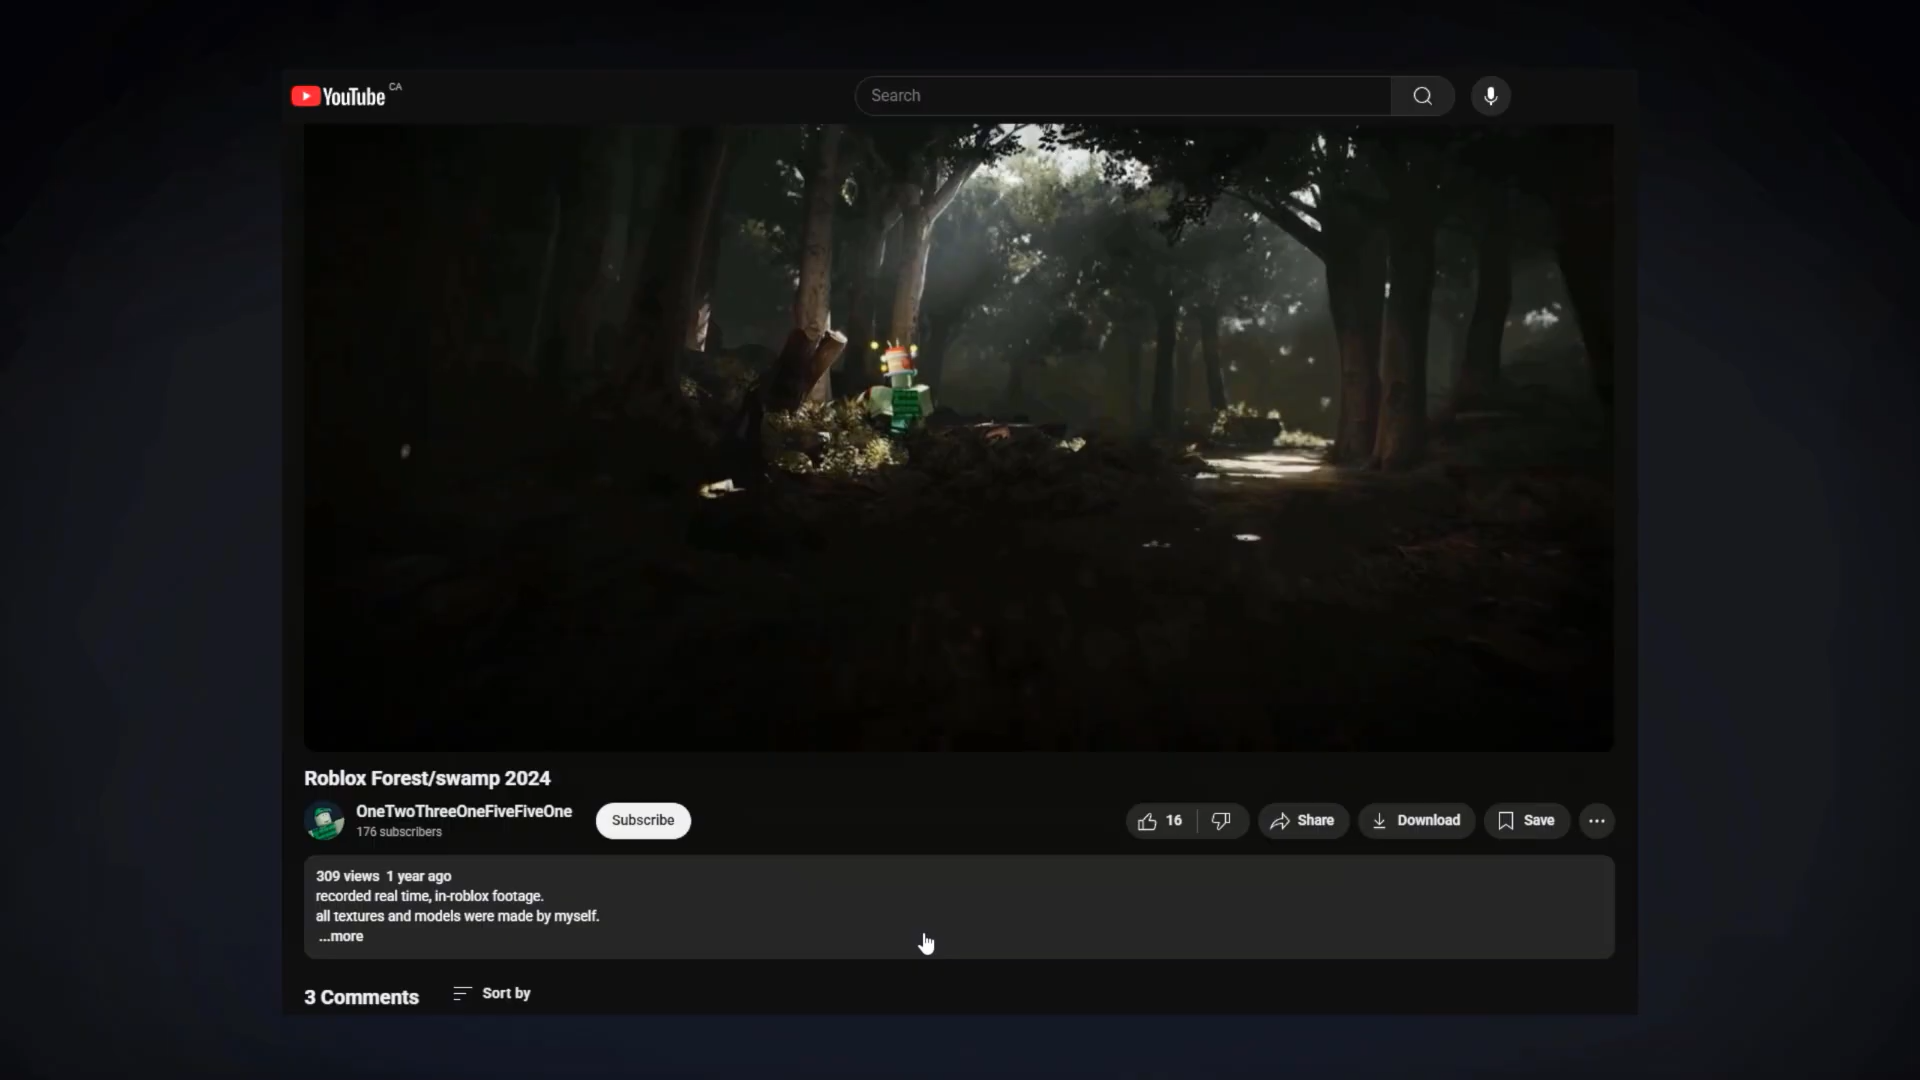 YouTube CA
Search
Roblox Forest/swamp 2024
OneTwoThreeOneFiveFiveOne
176 subscribers
Subscribe
16
Share
Download
Save
309 views 1 year ago
recorded real time, in-roblox footage.
all textures and models were made by myself.
...more
3 Comments
Sort by